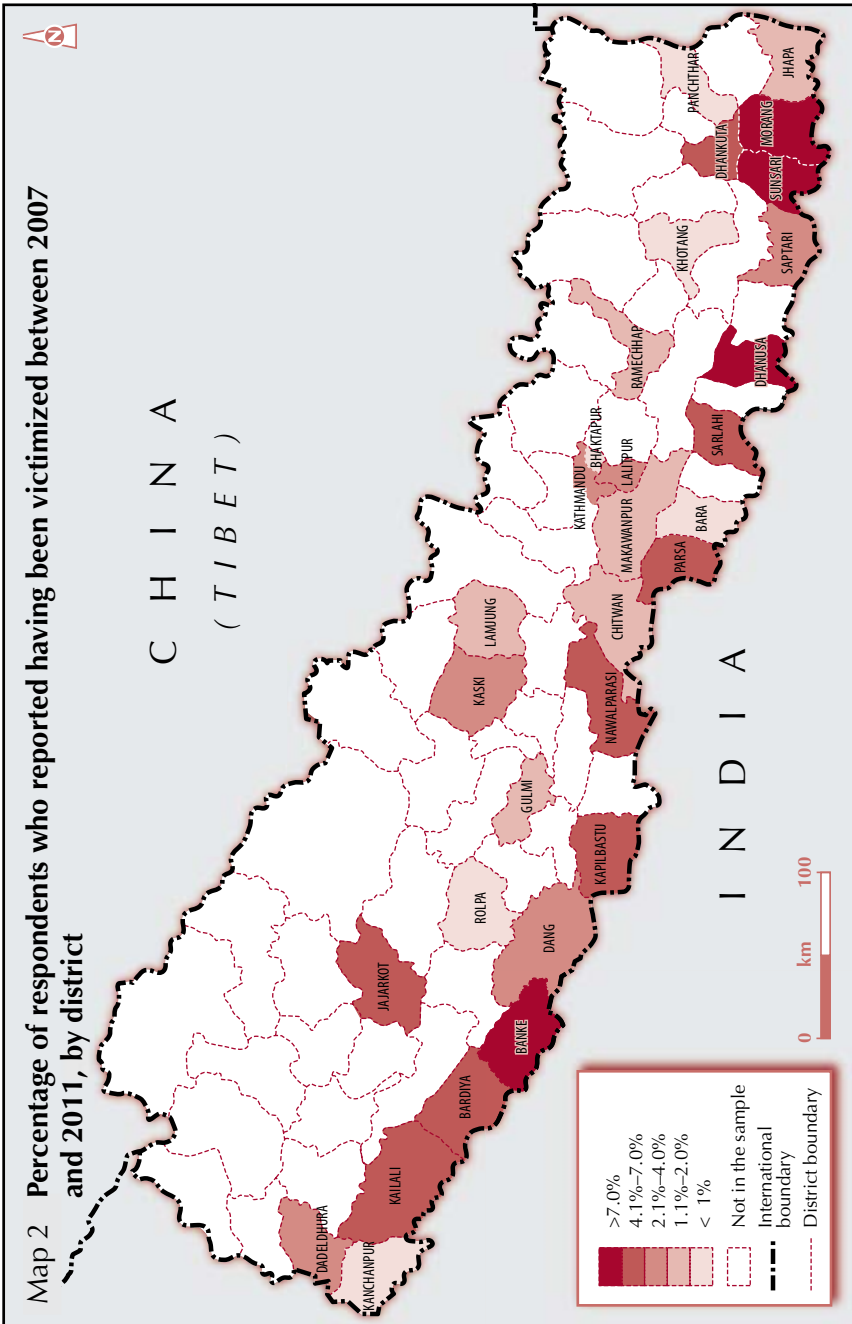 Map 2 Percentage of respondents who reported having been victimized between 2007
and 2011, by district
N
C H I N A
( T I B E T )
DADELDHURA
KANCHANPUR
KAILALI
BARDIYA
BANKE
JAJARKOT
DANG
ROLPA
KAPILBASTU
GULMI
KASKI
LAMJUNG
NAWALPARASI
CHITWAN
MAKAWANPUR
PARSA
BARA
KATHMANDU
BHAKTAPUR
LALITPUR
SARLAHI
RAMECHHAP
DHANUSA
KHOTANG
SAPTARI
DHANKUTA
SUNSARI
MORANG
PANCHTHAR
JHAPA
I N D I A
>7.0%
4.1%–7.0%
2.1%–4.0%
1.1%–2.0%
< 1%
Not in the sample
International
boundary
District boundary
0 km 100